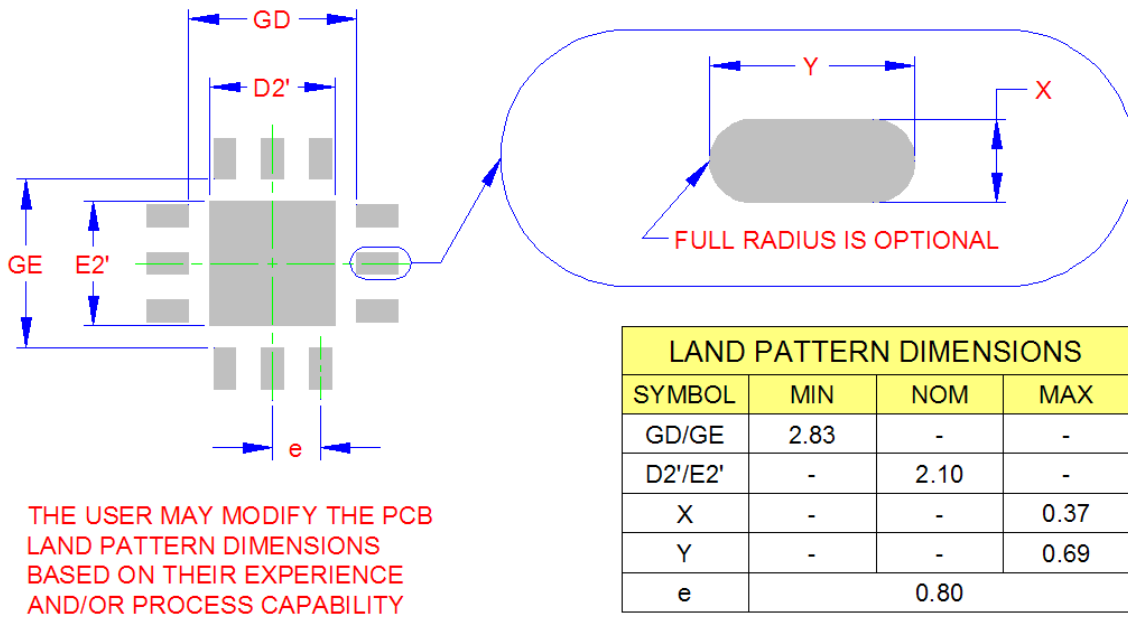 GD
D2'
GE
E2'
e
Y
X
FULL RADIUS IS OPTIONAL
THE USER MAY MODIFY THE PCB
LAND PATTERN DIMENSIONS
BASED ON THEIR EXPERIENCE
AND/OR PROCESS CAPABILITY
LAND PATTERN DIMENSIONS
SYMBOL MIN NOM MAX
GD/GE 2.83 - -
D2'/E2' - 2.10 -
X - - 0.37
Y - - 0.69
e 0.80